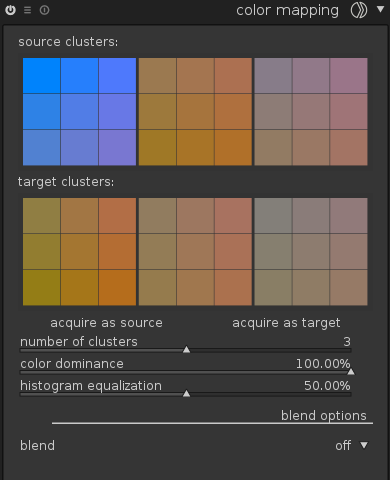 color mapping
source clusters:
target clusters:
acquire as source acquire as target
number of clusters 3
color dominance 100.00%
histogram equalization 50.00%
blend options
blend off